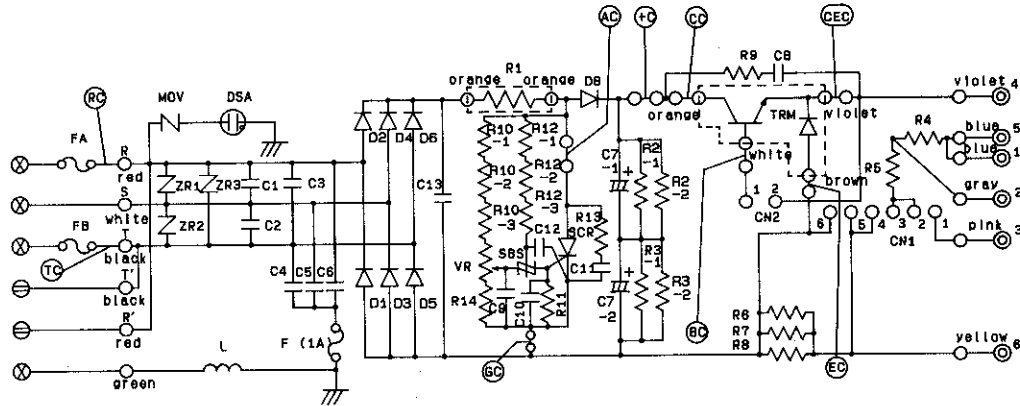 AC
+C
CC
CEC
R9
C8
RC
MOV
DSA
orange
R1
orange
D8
orange
violet
violet
4
FA
R
red
D2
D4
D6
R10
-1
R12
-1
TRM
R4
blue
5
blue
1
S
white
ZR1
ZR3
C1
C3
C13
R10
-2
R12
-2
C7
-1
+
R2
-1
R2
-2
white
brown
R5
gray
2
FB
T
black
ZR2
C2
R10
-3
R12
-3
R13
1
2
CN2
6
5
4
3
2
1
CN1
pink
3
TC
T'
black
C4
C5
C6
D1
D3
D5
VR
SBS
C12
SCR
C11
R3
-1
R3
-2
C7
-2
+
R14
C9
C10
R11
R'
red
F (1A)
R6
R7
R8
BC
EC
GC
yellow
6
green
L